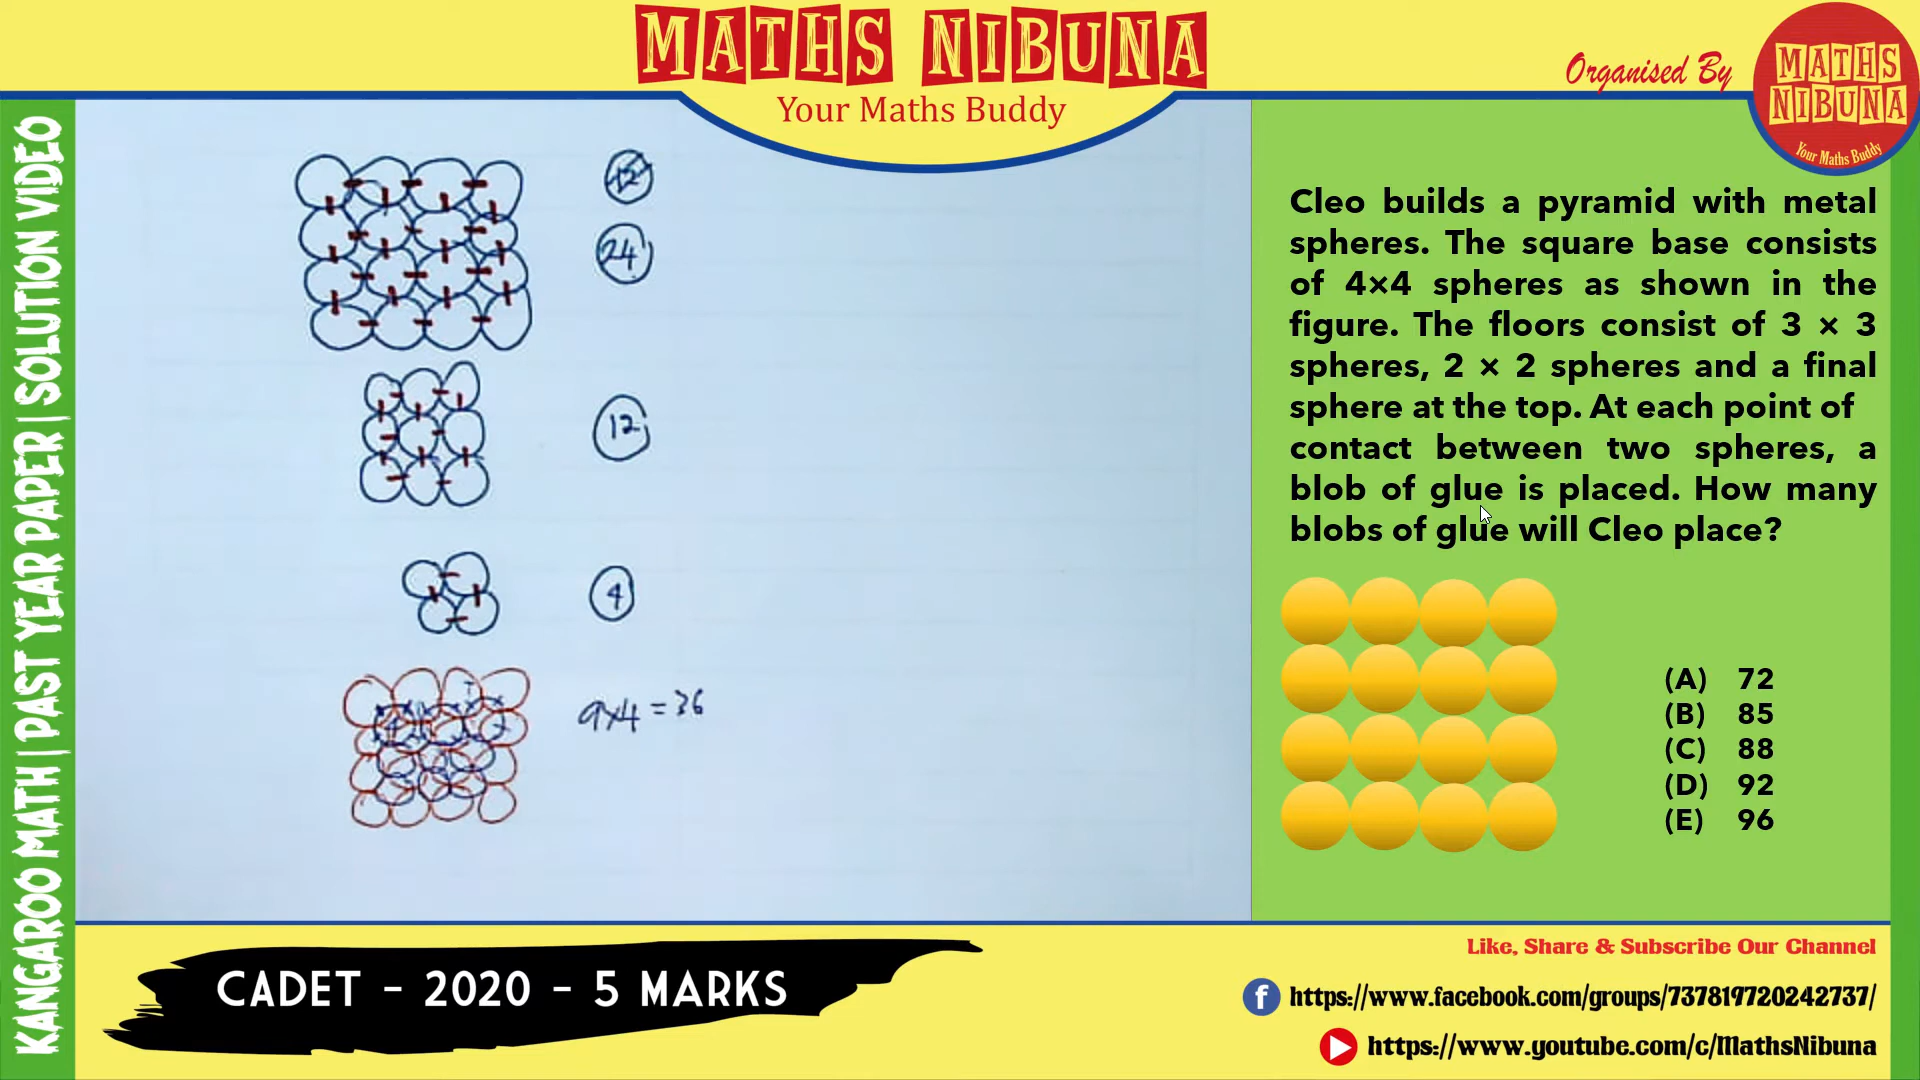 MATHS NIBUNA
Your Maths Buddy
Organised By
MATHS
NIBUNA
Your Maths Buddy
KANGAROO MATH | PAST YEAR PAPER | SOLUTION VIDEO
12
24
12
4
9x4 = 36
Cleo builds a pyramid with metal
spheres. The square base consists
of 4×4 spheres as shown in the
figure. The floors consist of 3 × 3
spheres, 2 × 2 spheres and a final
sphere at the top. At each point of
contact between two spheres, a
blob of glue is placed. How many
blobs of glue will Cleo place?
(A) 72
(B) 85
(C) 88
(D) 92
(E) 96
CADET - 2020 - 5 MARKS
Like, Share & Subscribe Our Channel
f https://www.facebook.com/groups/737819720242737/
https://www.youtube.com/c/MathsNibuna